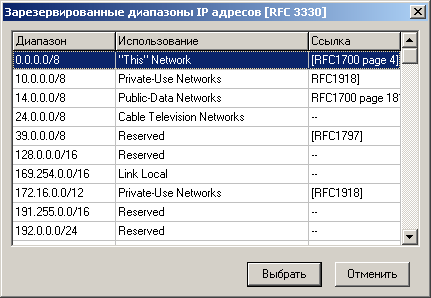 Зарезервированные диапазоны IP адресов [RFC 3330]
Диапазон Использование Ссылка
0.0.0.0/8 "This" Network [RFC1700 page 4]
10.0.0.0/8 Private-Use Networks RFC1918]
14.0.0.0/8 Public-Data Networks RFC1700 page 18
24.0.0.0/8 Cable Television Networks --
39.0.0.0/8 Reserved [RFC1797]
128.0.0.0/16 Reserved --
169.254.0.0/16 Link Local --
172.16.0.0/12 Private-Use Networks [RFC1918]
191.255.0.0/16 Reserved --
192.0.0.0/24 Reserved --
Выбрать Отменить